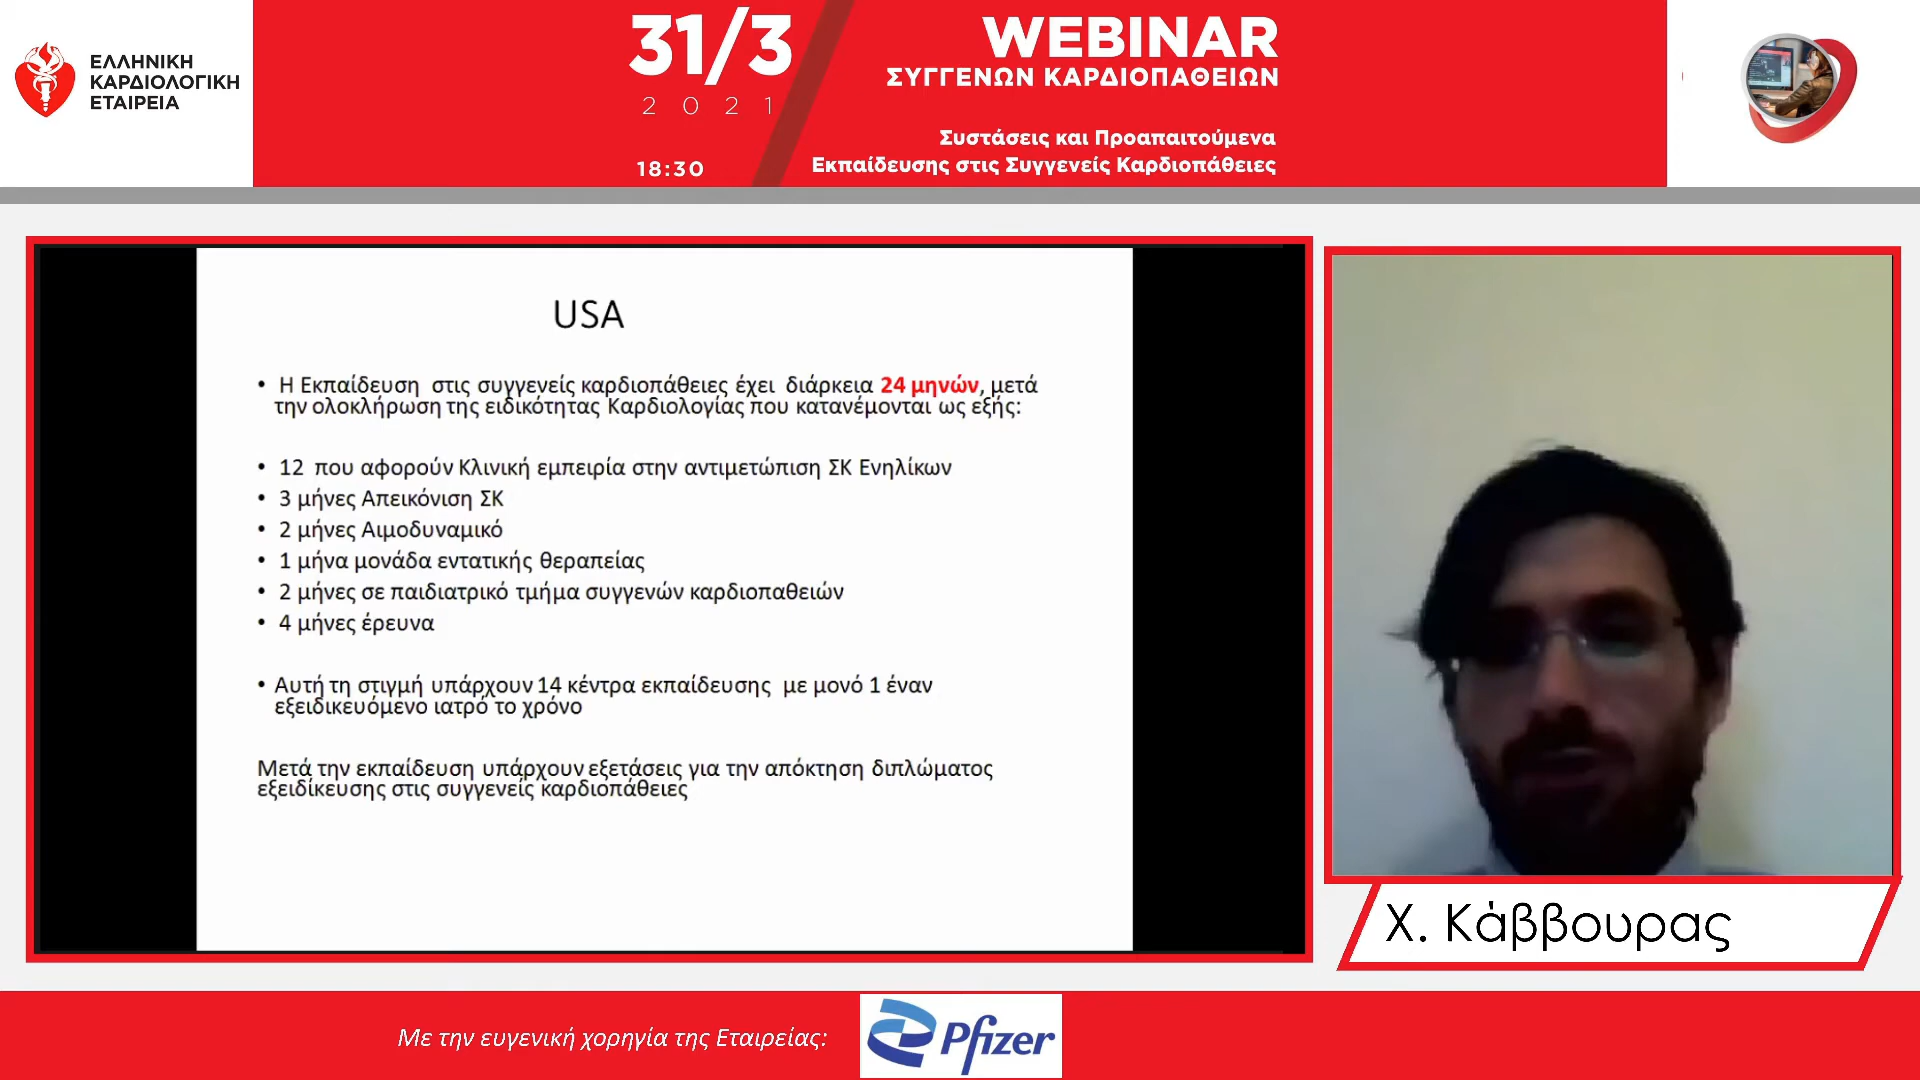 ΕΛΛΗΝΙΚΗ
ΚΑΡΔΙΟΛΟΓΙΚΗ
ΕΤΑΙΡΕΙΑ
31/3
2021
18:30
WEBINAR
ΣΥΓΓΕΝΩΝ ΚΑΡΔΙΟΠΑΘΕΙΩΝ
Συστάσεις και Προαπαιτούμενα
Εκπαίδευσης στις Συγγενείς Καρδιοπάθειες
USA
• Η Εκπαίδευση στις συγγενείς καρδιοπάθειες έχει διάρκεια 24 μηνών, μετά
την ολοκλήρωση της ειδικότητας Καρδιολογίας που κατανέμονται ως εξής:
• 12 που αφορούν Κλινική εμπειρία στην αντιμετώπιση ΣΚ Ενηλίκων
• 3 μήνες Απεικόνιση ΣΚ
• 2 μήνες Αιμοδυναμικό
• 1 μήνα μονάδα εντατικής θεραπείας
• 2 μήνες σε παιδιατρικό τμήμα συγγενών καρδιοπαθειών
• 4 μήνες έρευνα
• Αυτή τη στιγμή υπάρχουν 14 κέντρα εκπαίδευσης με μονό 1 έναν
εξειδικευόμενο ιατρό το χρόνο
Μετά την εκπαίδευση υπάρχουν εξετάσεις για την απόκτηση διπλώματος
εξειδίκευσης στις συγγενείς καρδιοπάθειες
Χ. Κάββουρας
Με την ευγενική χορηγία της Εταιρείας:
Pfizer